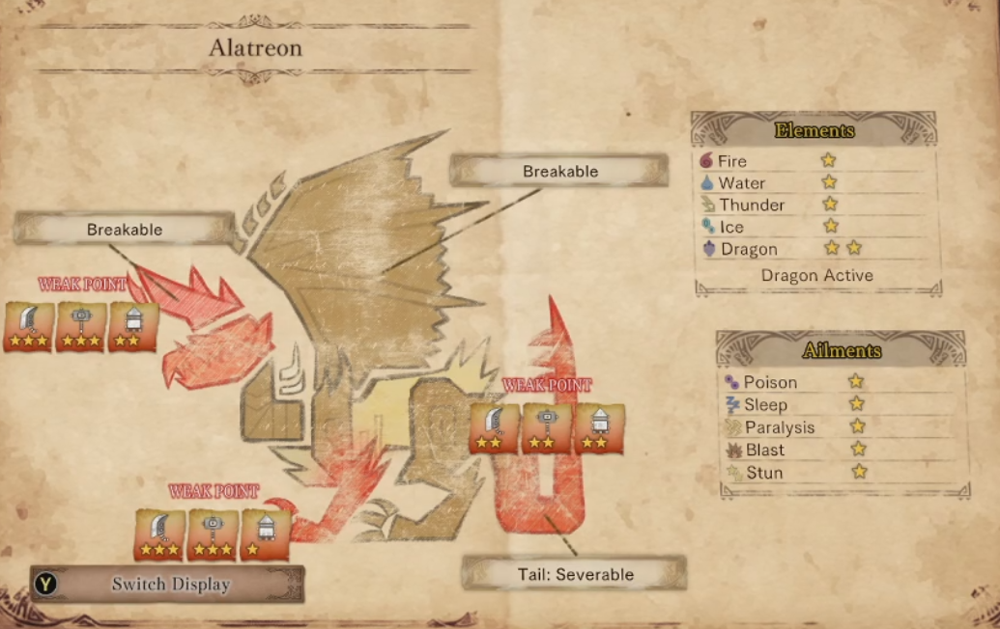 Alatreon
Elements
Fire
Water
Thunder
Ice
Dragon
Dragon Active
Ailments
Poison
Sleep
Paralysis
Blast
Stun
Breakable
Breakable
WEAK POINT
WEAK POINT
WEAK POINT
Tail: Severable
Y Switch Display